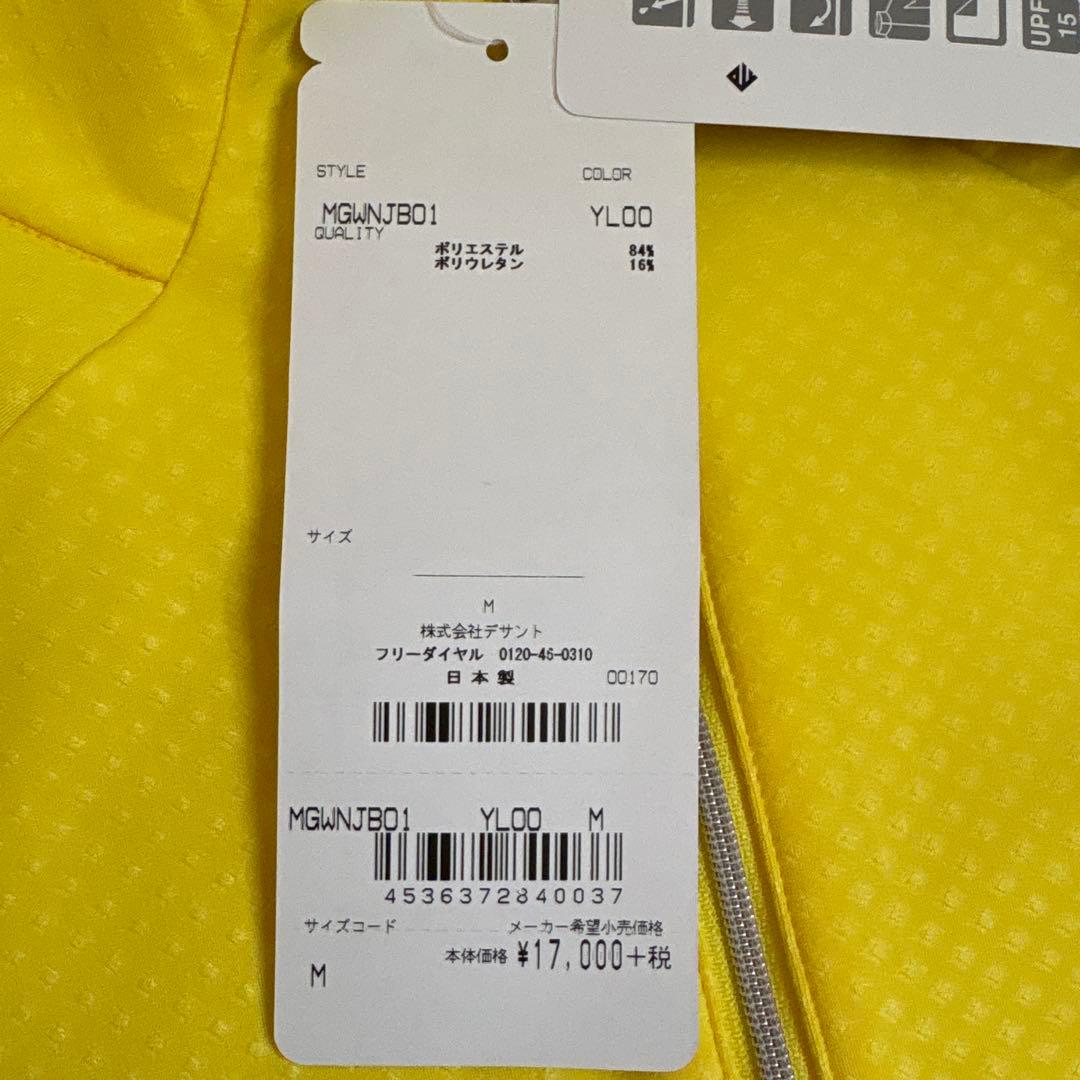 UPF
15
STYLE COLOR
MGWNJB01 YL00
QUALITY
ポリエステル 84%
ポリウレタン 16%
サイズ
M
株式会社デサント
フリーダイヤル 0120-46-0310
日本製 00170
MGWNJB01 YL00 M
4536372840037
サイズコード メーカー希望小売価格
本体価格 ¥17,000+税
M